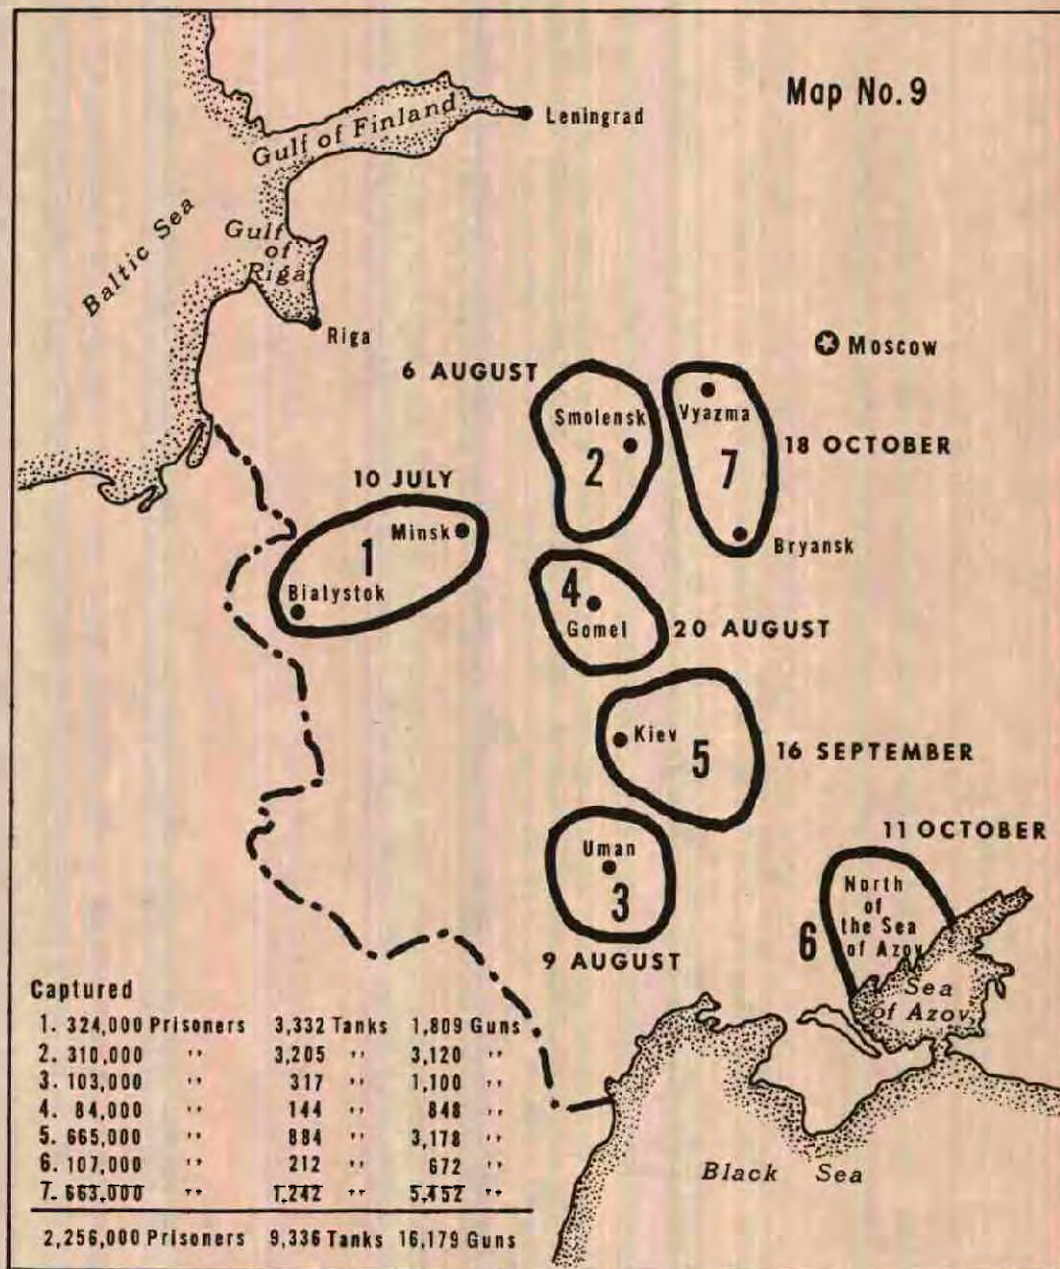 Map No. 9
Leningrad
Gulf of Finland
Baltic Sea
Gulf
of
Riga
Riga
Moscow
6 AUGUST
Smolensk
2
Vyazma
7
18 OCTOBER
Bryansk
10 JULY
Minsk
1
Bialystok
4
Gomel
20 AUGUST
Kiev
5
16 SEPTEMBER
Uman
3
9 AUGUST
11 OCTOBER
North
of
the Sea
of Azov
6
Sea
of Azov
Black Sea
Captured
1. 324,000 Prisoners 3,332 Tanks 1,809 Guns
2. 310,000 '' 3,205 '' 3,120 ''
3. 103,000 '' 317 '' 1,100 ''
4. 84,000 '' 144 '' 848 ''
5. 665,000 '' 884 '' 3,178 ''
6. 107,000 '' 212 '' 672 ''
7. 663,000 '' 1,242 '' 5,452 ''
2,256,000 Prisoners 9,336 Tanks 16,179 Guns